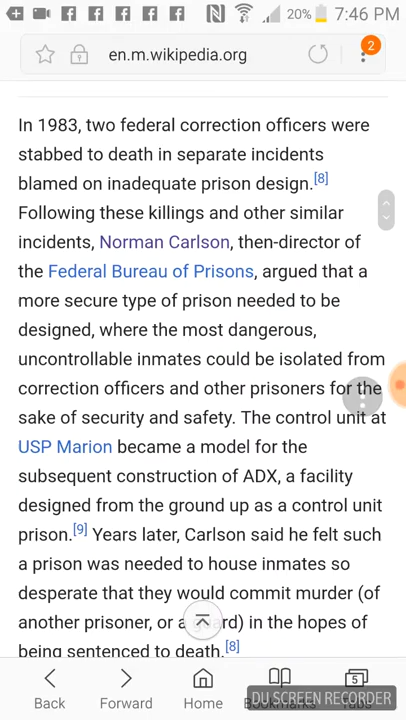 20% 7:46 PM
en.m.wikipedia.org
2
In 1983, two federal correction officers were
stabbed to death in separate incidents
blamed on inadequate prison design.[8]
Following these killings and other similar
incidents, Norman Carlson, then-director of
the Federal Bureau of Prisons, argued that a
more secure type of prison needed to be
designed, where the most dangerous,
uncontrollable inmates could be isolated from
correction officers and other prisoners for the
sake of security and safety. The control unit at
USP Marion became a model for the
subsequent construction of ADX, a facility
designed from the ground up as a control unit
prison.[9] Years later, Carlson said he felt such
a prison was needed to house inmates so
desperate that they would commit murder (of
another prisoner, or a guard) in the hopes of
being sentenced to death.[8]
5
Back Forward Home Bookmarks Tabs
DU SCREEN RECORDER